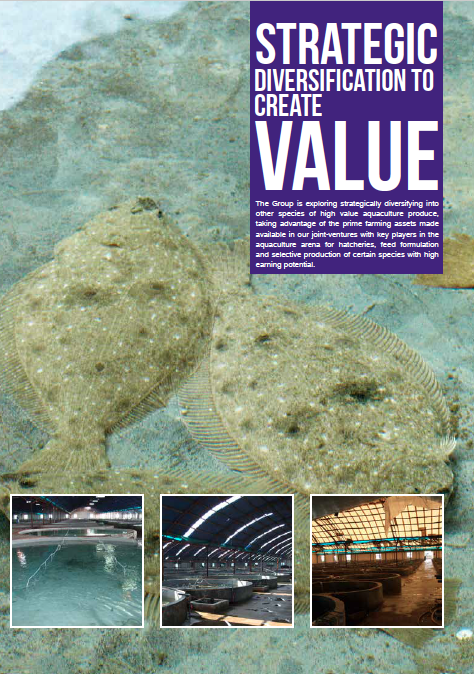 STRATEGIC
DIVERSIFICATION TO
CREATE
VALUE
The Group is exploring strategically diversifying into
other species of high value aquaculture produce,
taking advantage of the prime farming assets made
available in our joint-ventures with key players in the
aquaculture arena for hatcheries, feed formulation
and selective production of certain species with high
earning potential.